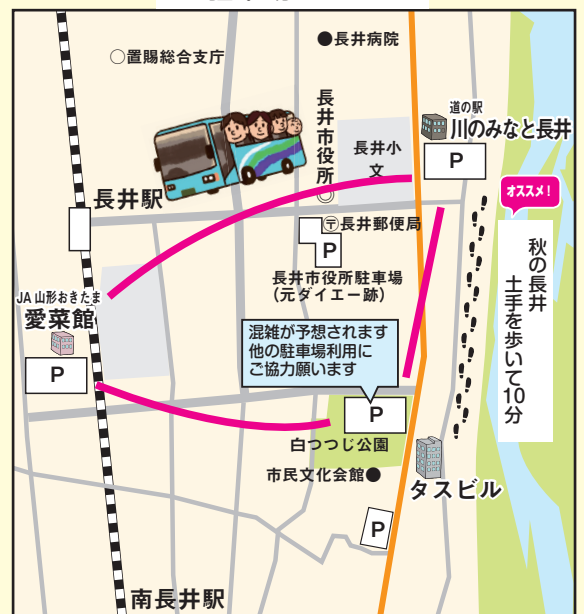 ○置賜総合支庁
●長井病院
道の駅
川のみなと長井
P
長井市役所◎
長井小
文
オススメ!
長井駅
〒長井郵便局
P
長井市役所駐車場
(元ダイエー跡)
秋の長井
土手を歩いて10分
JA山形おきたま
愛菜館
P
混雑が予想されます
他の駐車場利用に
ご協力願います
P
白つつじ公園
市民文化会館●
タスビル
P
南長井駅